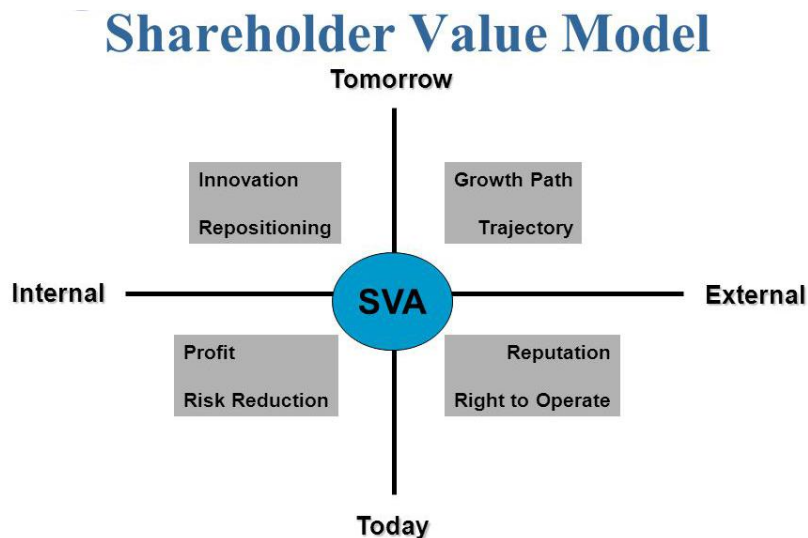 Shareholder Value Model
Tomorrow
Innovation
Repositioning
Growth Path
Trajectory
Internal
SVA
External
Profit
Risk Reduction
Reputation
Right to Operate
Today